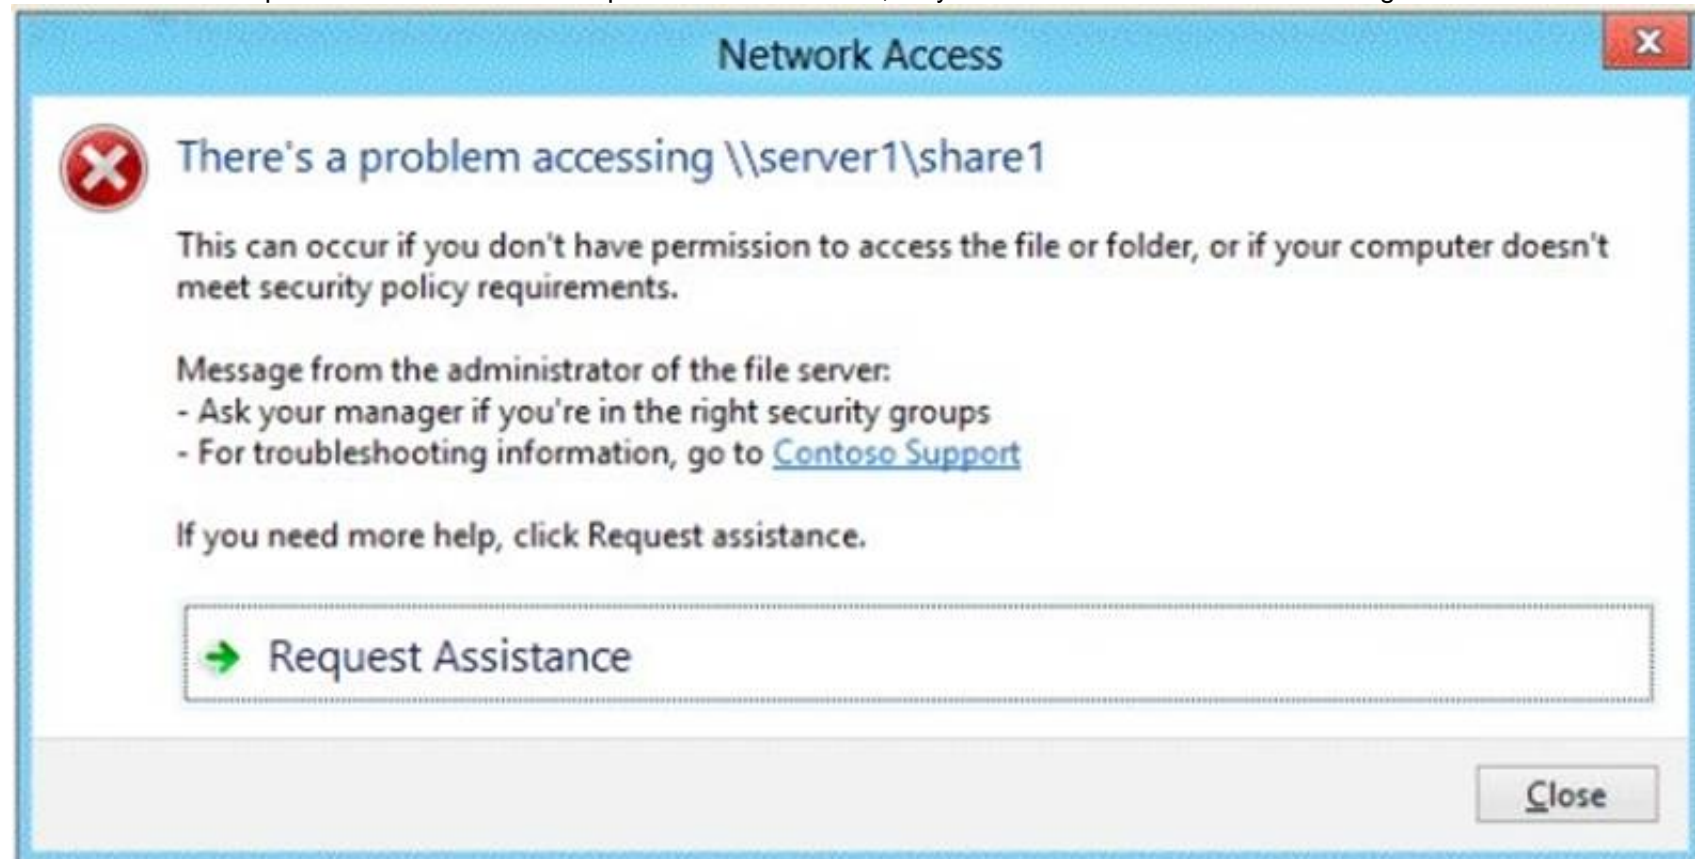 Network Access
There's a problem accessing \\server1\share1
This can occur if you don't have permission to access the file or folder, or if your computer doesn't
meet security policy requirements.
Message from the administrator of the file server:
- Ask your manager if you're in the right security groups
- For troubleshooting information, go to Contoso Support
If you need more help, click Request assistance.
Request Assistance
Close